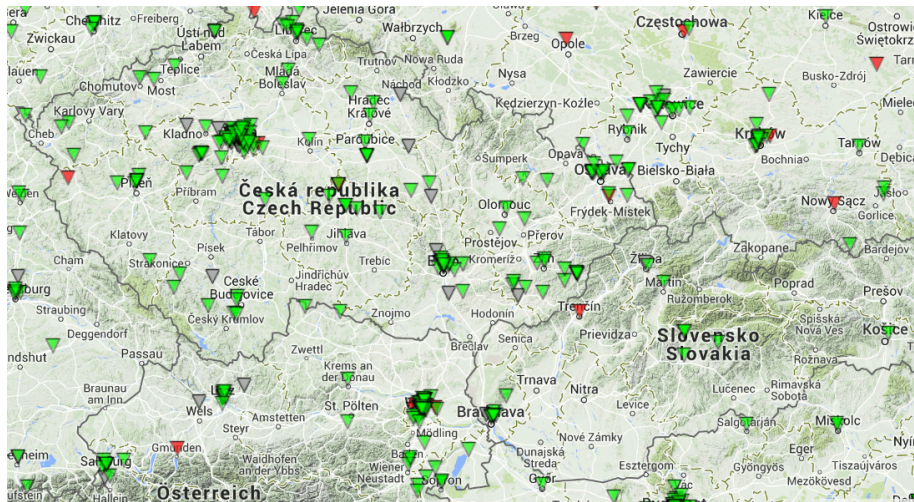 Jelenia Góra
Kielce
Zwickau
Freiberg
Ústí nad
Labem
Wałbrzych
Brzeg
Opole
Częstochowa
Ostrowiec
Świętokrz
Česká Lípa
Teplice
Most
Chomutov
Mladá
Boleslav
Trutnov
Nowa Ruda
Kłodzko
Náchod
Nysa
Zawiercie
Busko-Zdrój
Karlovy Vary
Hradec
Králové
Kędzierzyn-Koźle
Cheb
Kladno
Kolín
Pardubice
Rybnik
Tychy
Bochnia
Tarnów
Šumperk
Opava
Ostrava
Bielsko-Biała
Plzeň
Příbram
Česká republika
Czech Republic
Olomouc
Frýdek-Místek
Nowy Sącz
Jasło
Gorlice
Klatovy
Písek
Tábor
Pelhřimov
Jihlava
Prostějov
Přerov
Zakopane
Bardejov
Cham
Strakonice
Třebíč
Kroměříž
Žilina
České
Budějovice
Jindřichův
Hradec
Martin
Poprad
Prešov
Straubing
Český Krumlov
Znojmo
Hodonín
Trenčín
Ružomberok
Deggendorf
Spišská
Nová Ves
Košice
Passau
Zwettl
Břeclav
Senica
Prievidza
Slovensko
Slovakia
Rožňava
Braunau
am Inn
Krems an
der Donau
Trnava
Nitra
Lučenec
Rimavská
Sobota
Wels
Amstetten
St. Pölten
Bratislava
Levice
Steyr
Mödling
Salgótarján
Miskolc
Gmunden
Nové Zámky
Eger
Waidhofen
an der Ybbs
Baden
Wiener
Neustadt
Dunajská
Streda
Esztergom
Gyöngyös
Tiszaújváros
Salzburg
Hallein
Österreich
Sopron
Győr
Vác
Mezőkövesd